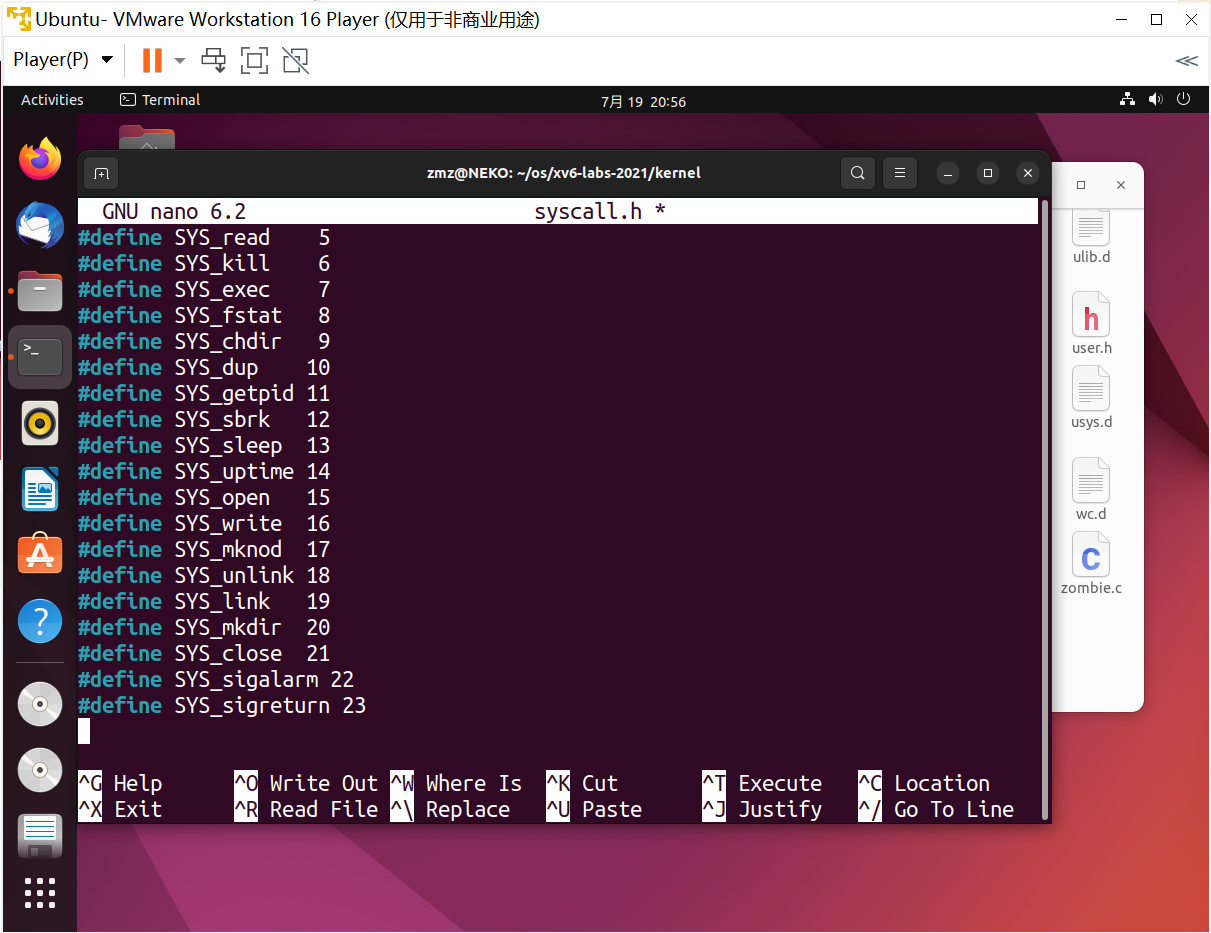 Ubuntu- VMware Workstation 16 Player (仅用于非商业用途)
Player(P)
Activities
Terminal
7月 19 20:56
zmz@NEKO: ~/os/xv6-labs-2021/kernel
GNU nano 6.2 syscall.h *
#define SYS_read 5
#define SYS_kill 6
#define SYS_exec 7
#define SYS_fstat 8
#define SYS_chdir 9
#define SYS_dup 10
#define SYS_getpid 11
#define SYS_sbrk 12
#define SYS_sleep 13
#define SYS_uptime 14
#define SYS_open 15
#define SYS_write 16
#define SYS_mknod 17
#define SYS_unlink 18
#define SYS_link 19
#define SYS_mkdir 20
#define SYS_close 21
#define SYS_sigalarm 22
#define SYS_sigreturn 23
^G Help ^O Write Out ^W Where Is ^K Cut ^T Execute ^C Location
^X Exit ^R Read File ^\ Replace ^U Paste ^J Justify ^/ Go To Line
ulib.d
h
user.h
usys.d
wc.d
c
zombie.c